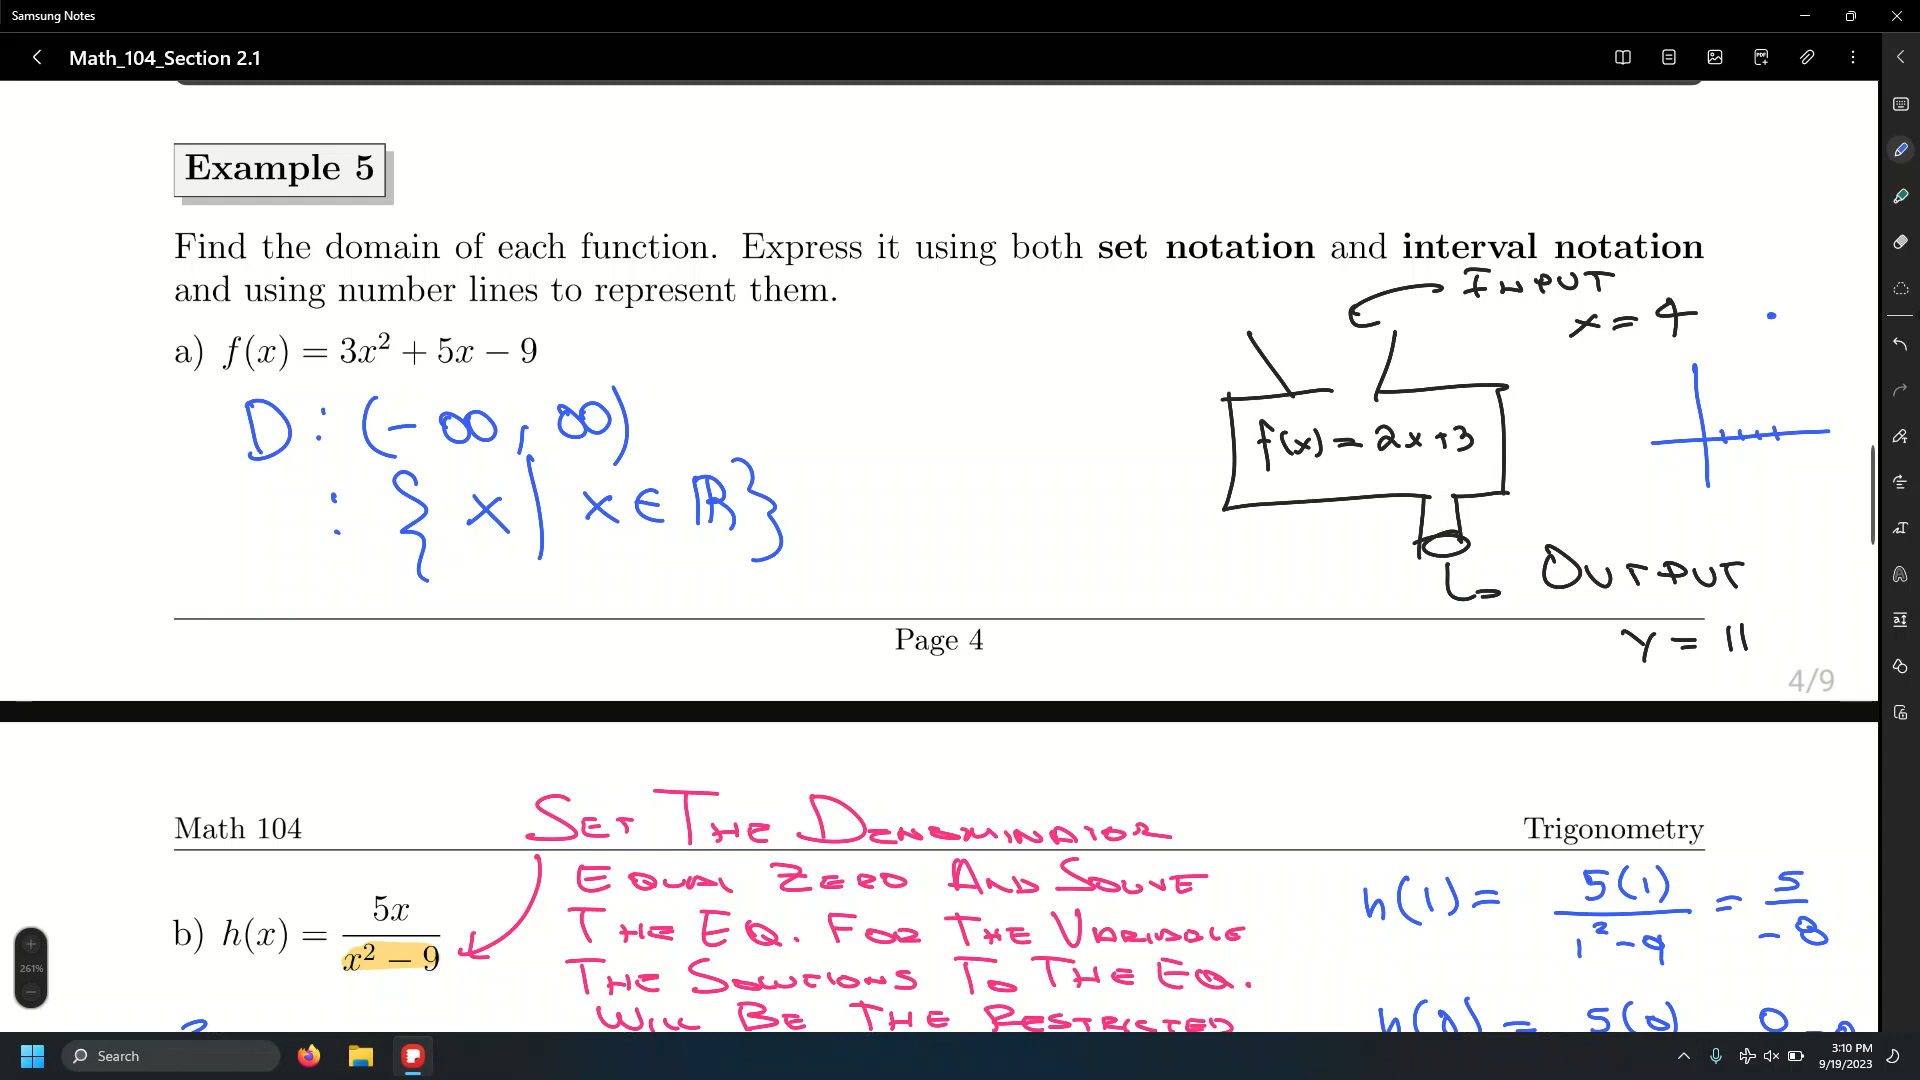 Samsung Notes
Math_104_Section 2.1
Example 5
Find the domain of each function. Express it using both set notation and interval notation
and using number lines to represent them.
INPUT
x = 4
a) f(x) = 3x² + 5x − 9
D : (-∞, ∞)
f(x) = 2x+3
: { x | x ∈ ℝ }
OUTPUT
Page 4
y = 11
4/9
Math 104
SET THE DENOMINATOR
Trigonometry
EQUAL ZERO AND SOLVE
b) h(x) = 5x / (x² − 9)
THE EQ. FOR THE VARIABLE
h(1) = 5(1) / (1² − 9) = 5 / −8
THE SOLUTIONS TO THE EQ.
WILL BE THE RESTRICTED
h(0) = 5(0) 0
261%
Search
3:10 PM
9/19/2023